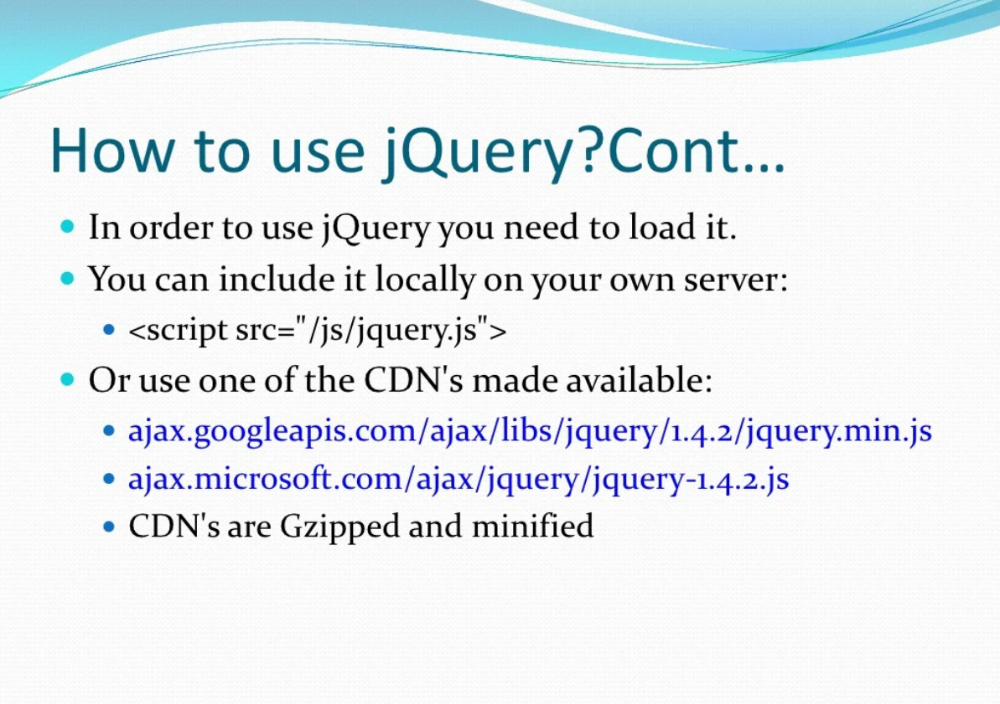 How to use jQuery?Cont...
In order to use jQuery you need to load it.
You can include it locally on your own server:
<script src="/js/jquery.js">
Or use one of the CDN's made available:
ajax.googleapis.com/ajax/libs/jquery/1.4.2/jquery.min.js
ajax.microsoft.com/ajax/jquery/jquery-1.4.2.js
CDN's are Gzipped and minified